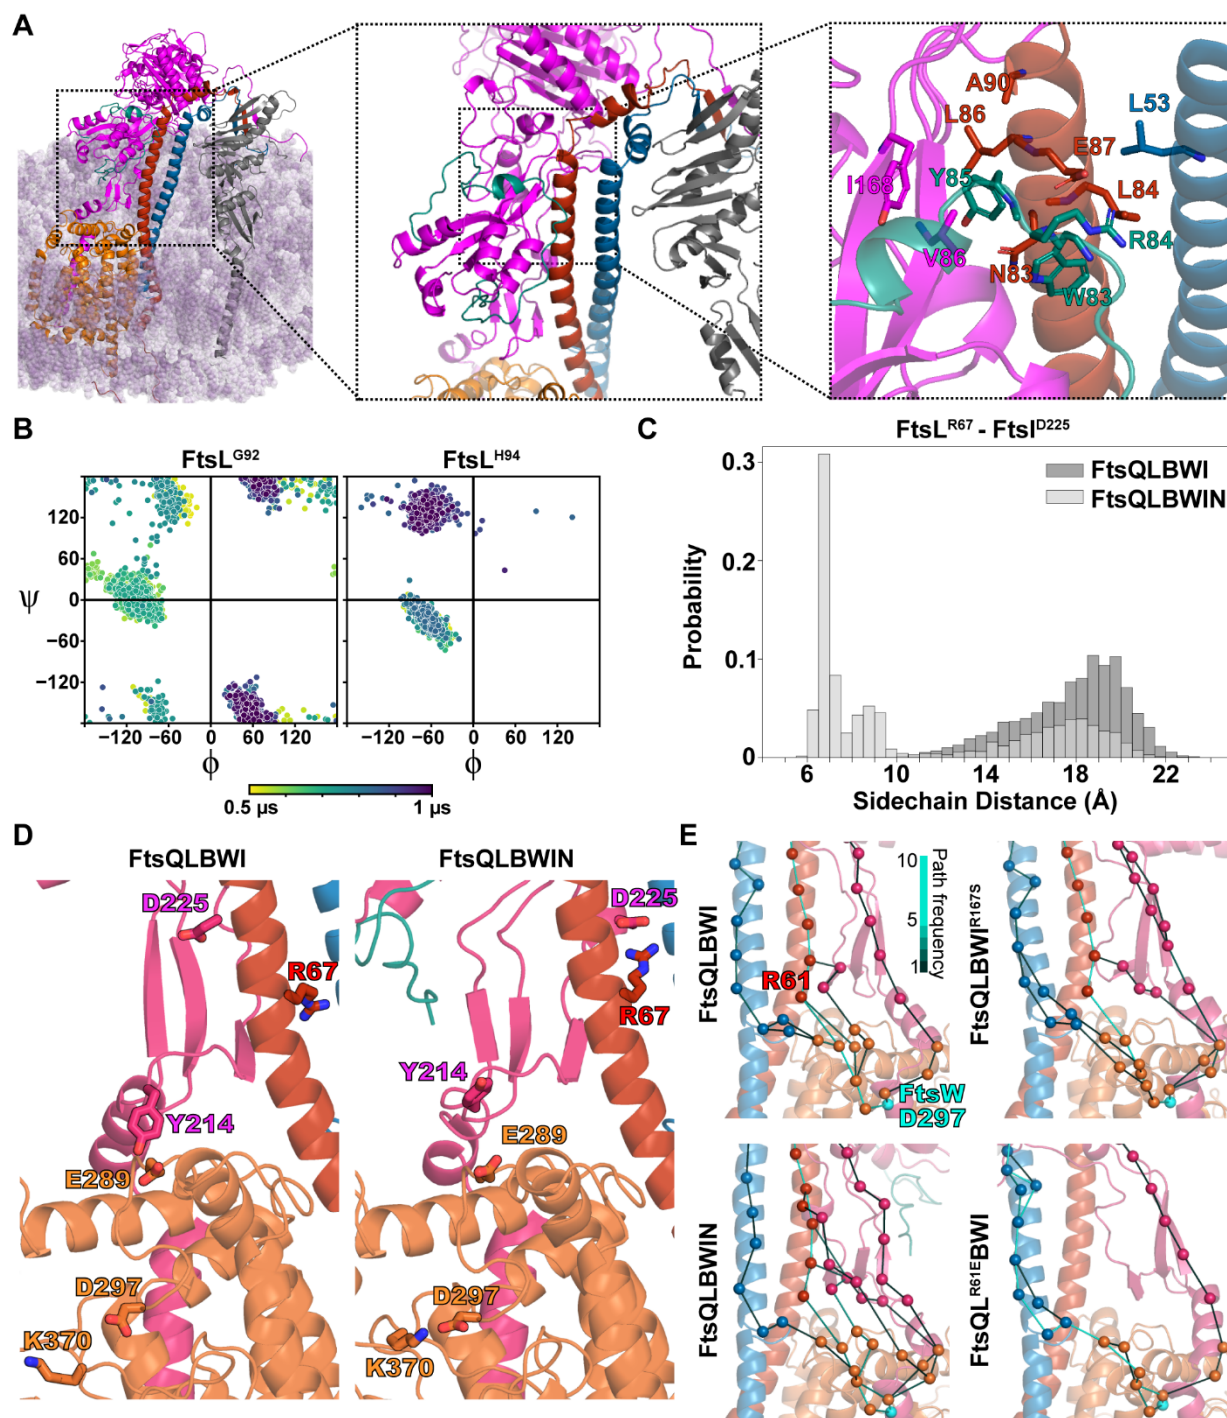 A
A90
L53
L86
E87
I168
Y85
L84
V86
R84
N83
W83
B
FtsL^G92
FtsL^H94
120
60
0
−60
−120
ψ
−120 −60 0 60 120
−120 −60 0 60 120
ϕ
ϕ
0.5 µs
1 µs
C
FtsL^R67 - FtsI^D225
FtsQLBWI
FtsQLBWIN
0.3
0.2
0.1
0
Probability
6 10 14 18 22
Sidechain Distance (Å)
D
FtsQLBWI
FtsQLBWIN
D225
R67
Y214
E289
D297
K370
D225
R67
Y214
E289
D297
K370
E
FtsQLBWI
R61
10
5
1
Path frequency
FtsW
D297
FtsQLBWI^R167S
FtsQLBWIN
FtsQL^R61EBWI